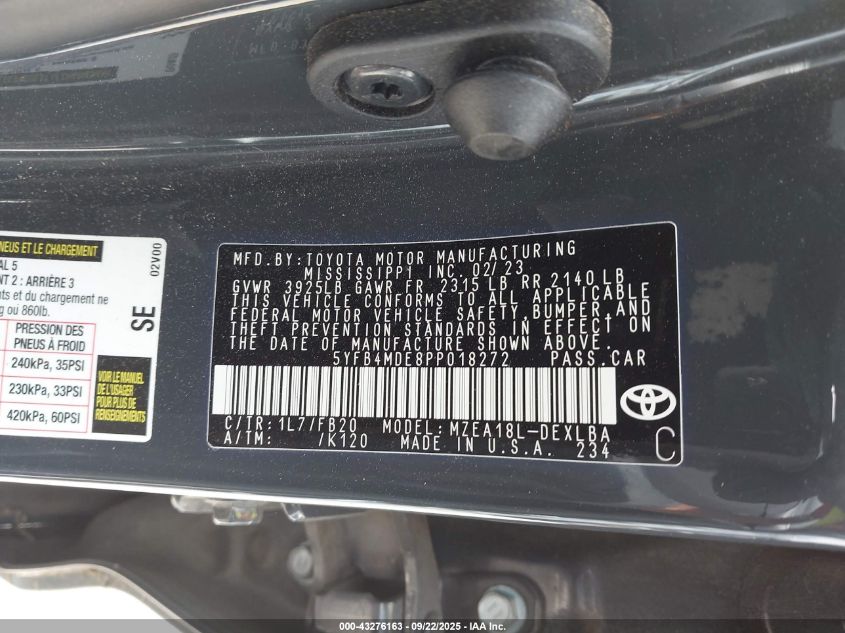 NEUS ET LE CHARGEMENT
AL 5
NT 2 : ARRIÈRE 3
nts et du chargement ne
g ou 860lb.
PRESSION DES
PNEUS À FROID
240kPa, 35PSI
230kPa, 33PSI
420kPa, 60PSI
VOIR LE MANUEL
DE L'USAGER
POUR PLUS DE
RENSEIGNEMENTS
02V00
SE
MFD.BY:TOYOTA MOTOR MANUFACTURING
MISSISSIPPI INC. 02/23
GVWR 3925LB GAWR FR 2315 LB RR 2140 LB
THIS VEHICLE CONFORMS TO ALL APPLICABLE
FEDERAL MOTOR VEHICLE SAFETY,BUMPER,AND
THEFT PREVENTION STANDARDS IN EFFECT ON
THE DATE OF MANUFACTURE SHOWN ABOVE.
5YFB4MDE8PP018272 PASS.CAR
C/TR:1L7/FB20 MODEL:MZEA18L-DEXLBA
A/TM: /K120 MADE IN U.S.A. 234
C
000-43276163 - 09/22/2025 - IAA Inc.